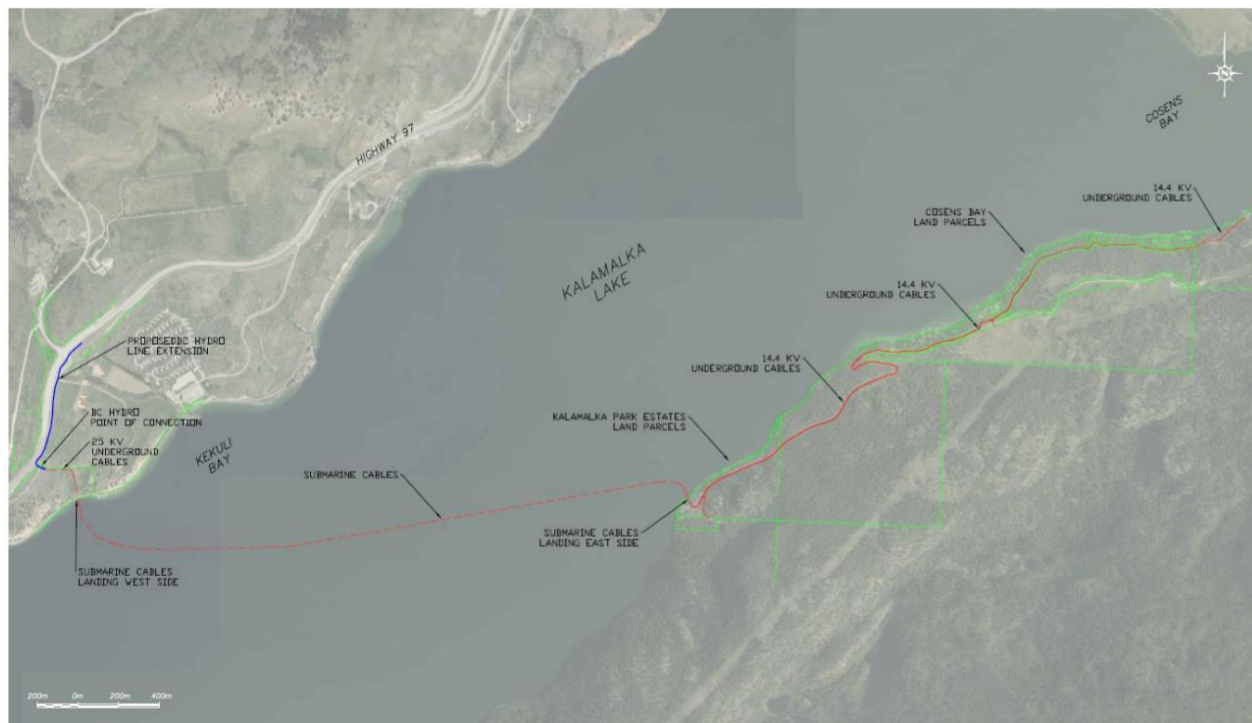 N
COSENS
BAY
HIGHWAY 97
14.4 KV
UNDERGROUND CABLES
COSENS BAY
LAND PARCELS
KALAMALKA
LAKE
14.4 KV
UNDERGROUND CABLES
PROPOSEDBC HYDRO
LINE EXTENSION
14.4 KV
UNDERGROUND CABLES
BC HYDRO
POINT OF CONNECTION
KALAMALKA PARK ESTATES
LAND PARCELS
25 KV
UNDERGROUND
CABLES
KEKULI
BAY
SUBMARINE CABLES
SUBMARINE CABLES
LANDING EAST SIDE
SUBMARINE CABLES
LANDING WEST SIDE
200m 0m 200m 400m